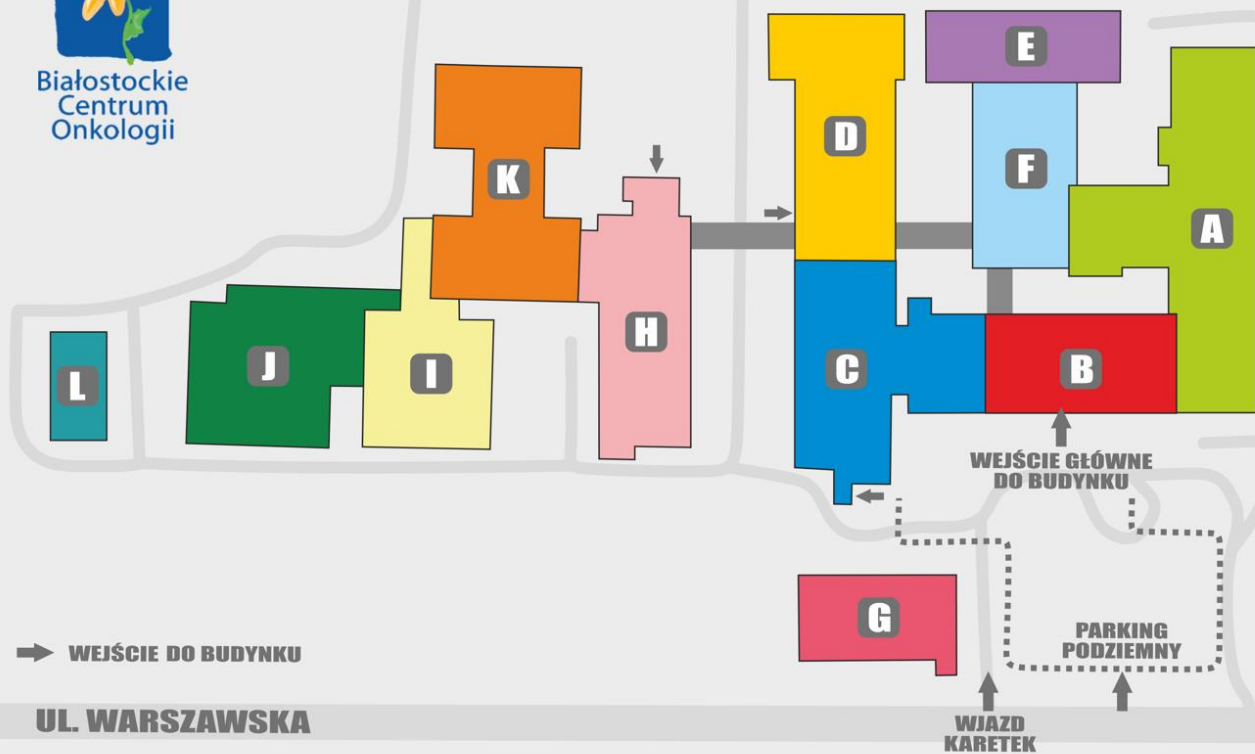 Białostockie
Centrum
Onkologii
E
D
F
K
A
H
B
C
J
I
L
WEJŚCIE GŁÓWNE
DO BUDYNKU
G
PARKING
PODZIEMNY
WEJŚCIE DO BUDYNKU
UL. WARSZAWSKA
WJAZD
KARETEK